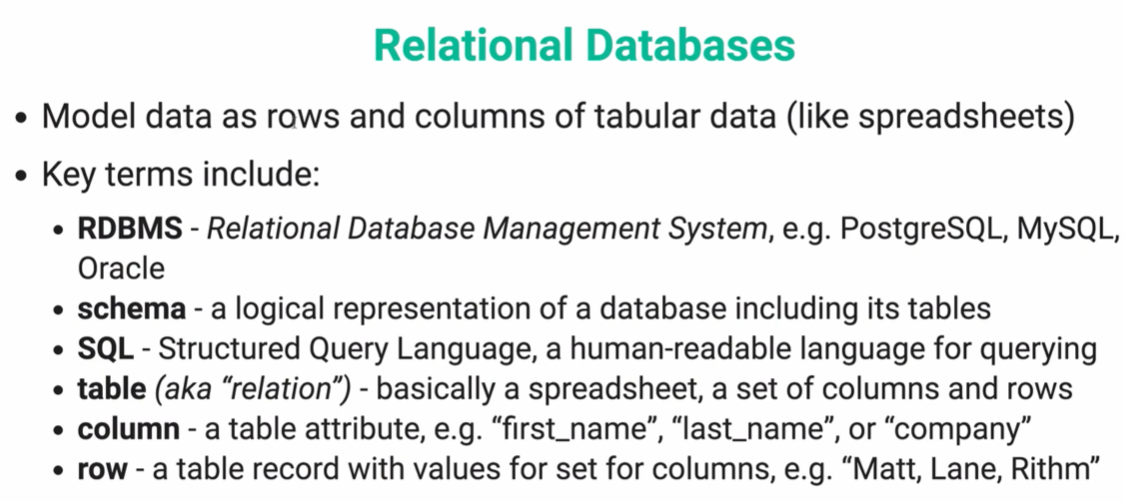 Relational Databases
• Model data as rows and columns of tabular data (like spreadsheets)
• Key terms include:
• RDBMS - Relational Database Management System, e.g. PostgreSQL, MySQL,
Oracle
• schema - a logical representation of a database including its tables
• SQL - Structured Query Language, a human-readable language for querying
• table (aka “relation”) - basically a spreadsheet, a set of columns and rows
• column - a table attribute, e.g. “first_name”, “last_name”, or “company”
• row - a table record with values for set for columns, e.g. “Matt, Lane, Rithm”